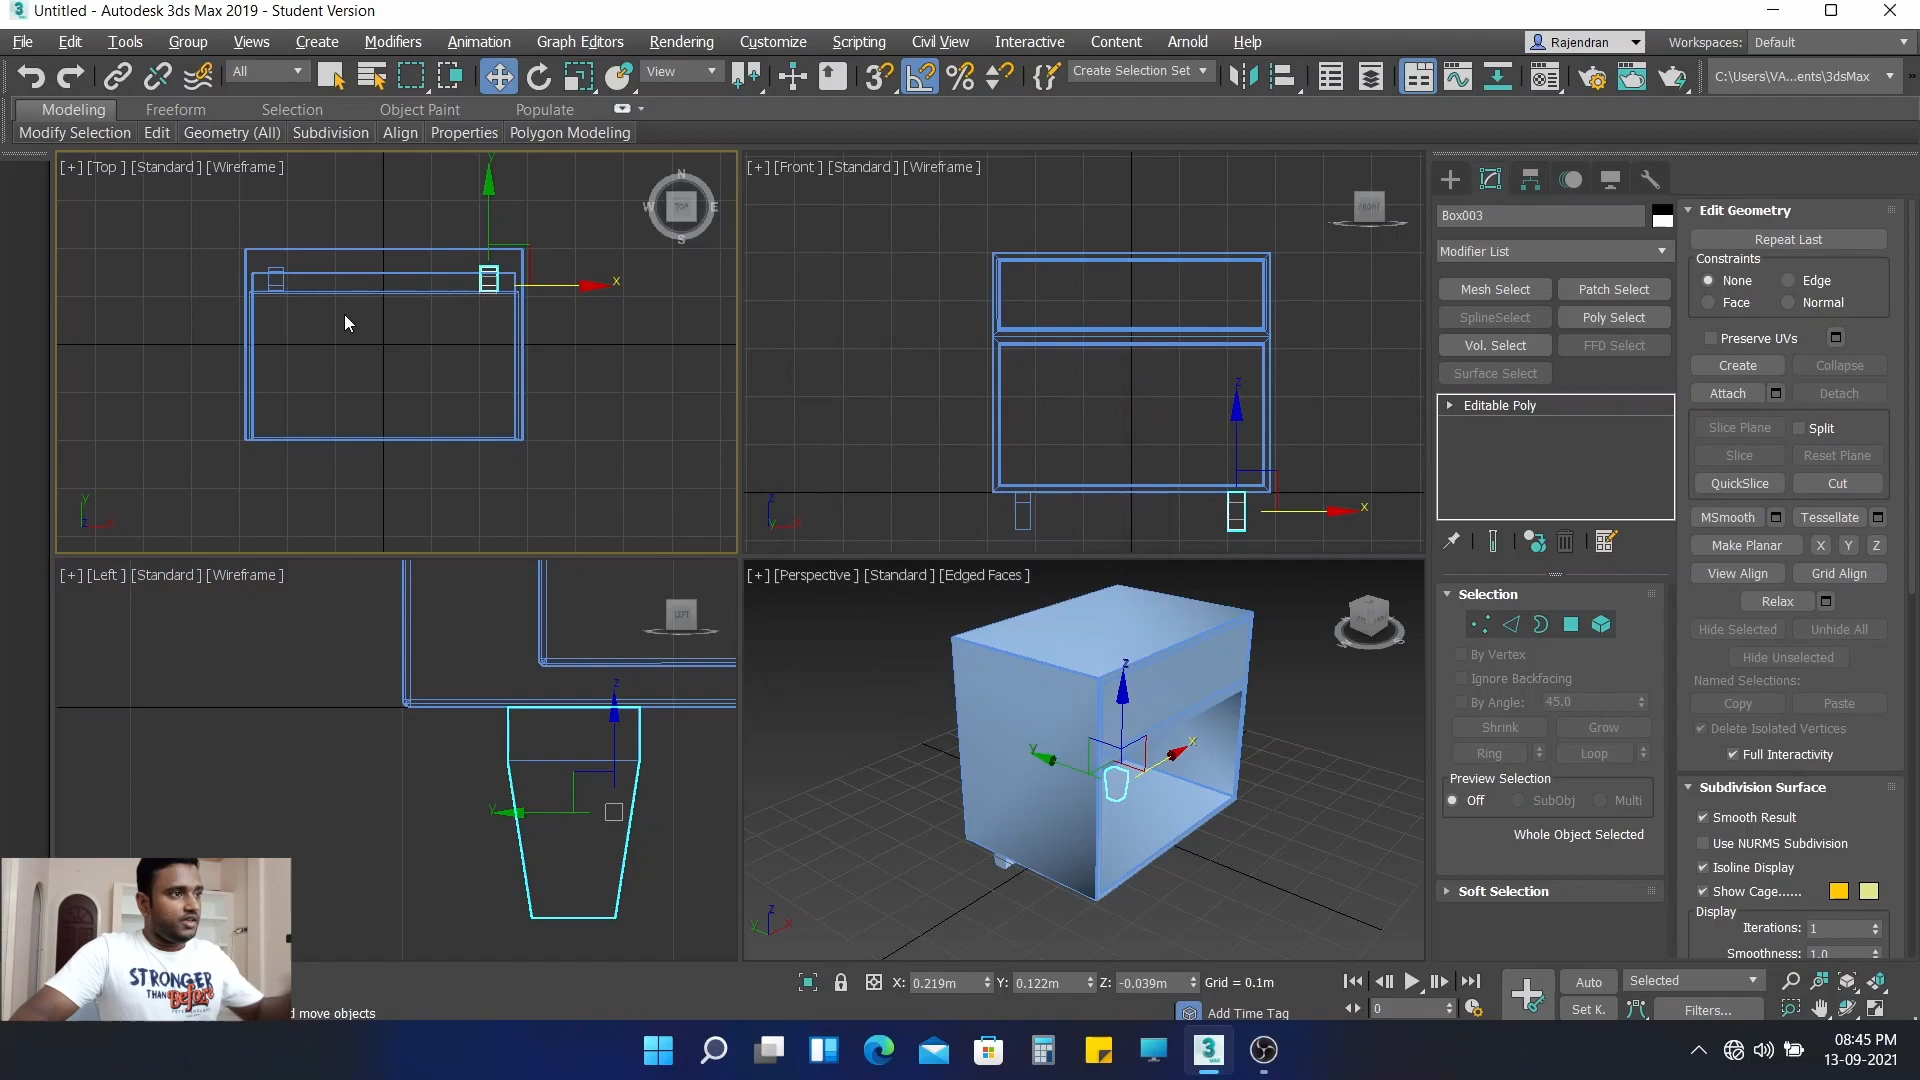 Untitled - Autodesk 3ds Max 2019 - Student Version
File Edit Tools Group Views Create Modifiers Animation Graph Editors Rendering Customize Scripting Civil View Interactive Content Arnold Help Rajendran Workspaces: Default
All View Create Selection Set C:\Users\VA...ents\3dsMax
Modeling Freeform Selection Object Paint Populate
Modify Selection Edit Geometry (All) Subdivision Align Properties Polygon Modeling
[+] [Top ] [Standard ] [Wireframe ]
[+] [Front ] [Standard ] [Wireframe ]
N
W TOP E
S
FRONT
y
x
z
x
y
z x
z
y x
[+] [Left ] [Standard ] [Wireframe ]
[+] [Perspective ] [Standard ] [Edged Faces ]
LEFT
z
y
z
y x
z
y x
Box003
Modifier List
Mesh Select Patch Select
SplineSelect Poly Select
Vol. Select FFD Select
Surface Select
Editable Poly
Selection
By Vertex
Ignore Backfacing
By Angle: 45.0
Shrink Grow
Ring Loop
Preview Selection
Off SubObj Multi
Whole Object Selected
Soft Selection
Edit Geometry
Repeat Last
Constraints
None Edge
Face Normal
Preserve UVs
Create Collapse
Attach Detach
Slice Plane Split
Slice Reset Plane
QuickSlice Cut
MSmooth Tessellate
Make Planar X Y Z
View Align Grid Align
Relax
Hide Selected Unhide All
Hide Unselected
Named Selections:
Copy Paste
Delete Isolated Vertices
Full Interactivity
Subdivision Surface
Smooth Result
Use NURMS Subdivision
Isoline Display
Show Cage......
Display
Iterations: 1
Smoothness: 1.0
STRONGER
THAN Before
X: 0.219m Y: 0.122m Z: -0.039m Grid = 0.1m
d move objects
Add Time Tag
0
Auto Selected
Set K. Filters...
3
08:45 PM
13-09-2021